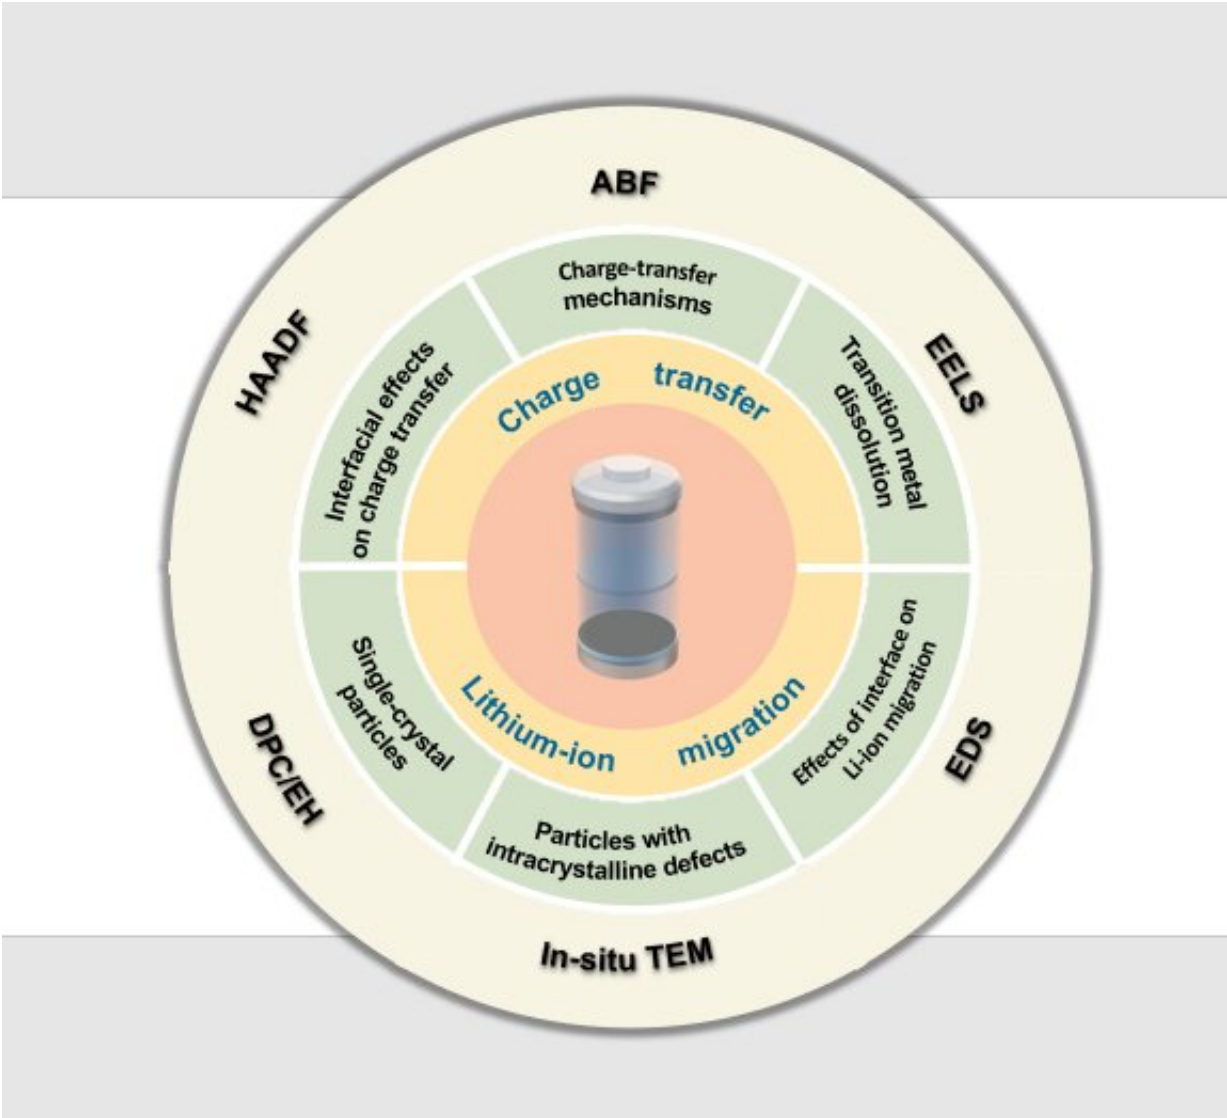 ABF
HAADF
EELS
Charge-transfer
mechanisms
Interfacial effects
on charge transfer
Transition metal
dissolution
Charge transfer
Lithium-ion migration
Single-crystal
particles
Effects of interface on
Li-ion migration
Particles with
intracrystalline defects
DPC/EH
EDS
In-situ TEM